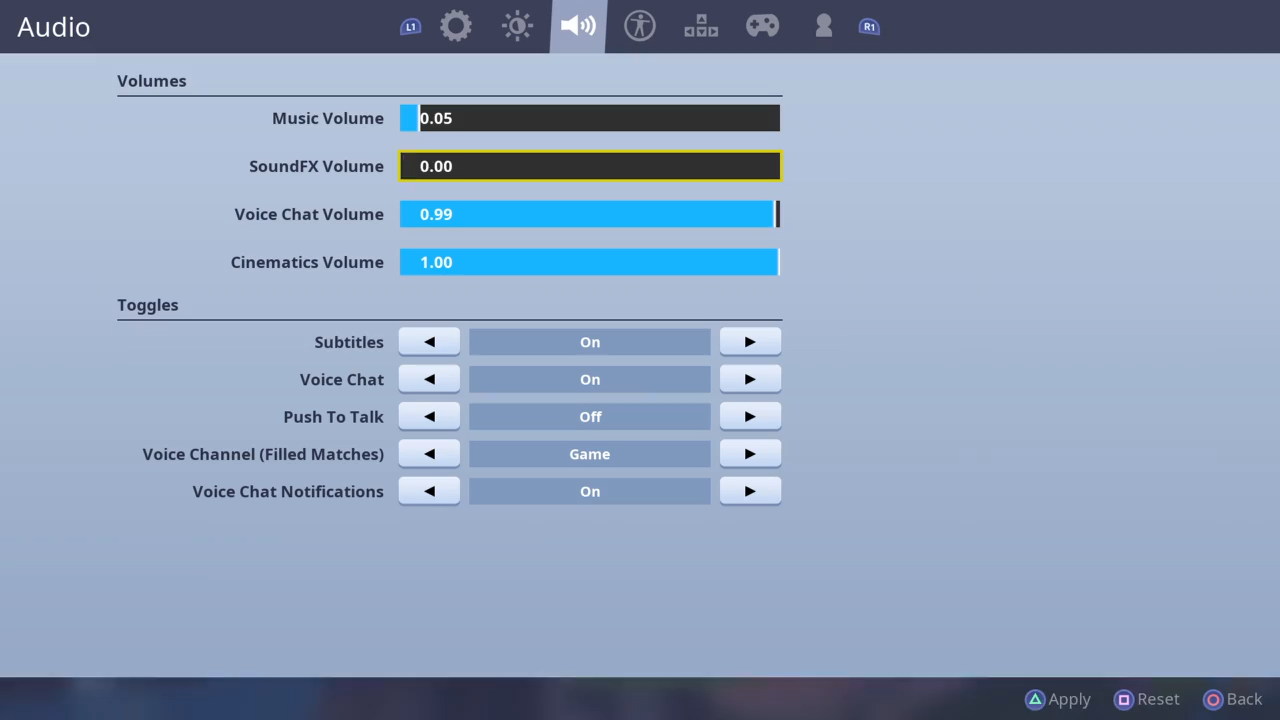 Audio
L1
R1
Volumes
Music Volume 0.05
SoundFX Volume 0.00
Voice Chat Volume 0.99
Cinematics Volume 1.00
Toggles
Subtitles On
Voice Chat On
Push To Talk Off
Voice Channel (Filled Matches) Game
Voice Chat Notifications On
Apply Reset Back